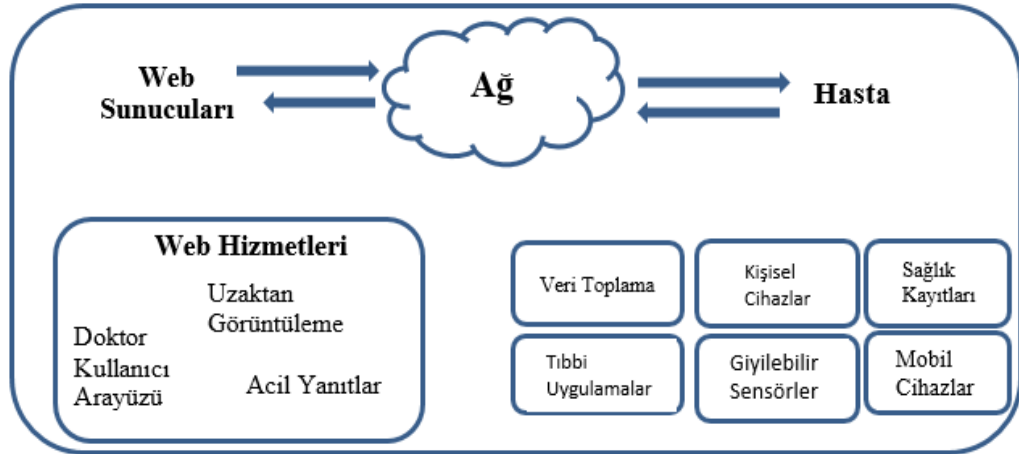 Web
Sunucuları
Ağ
Hasta
Web Hizmetleri
Uzaktan
Görüntüleme
Doktor
Kullanıcı
Arayüzü
Acil Yanıtlar
Veri Toplama
Kişisel
Cihazlar
Sağlık
Kayıtları
Tıbbi
Uygulamalar
Giyilebilir
Sensörler
Mobil
Cihazlar